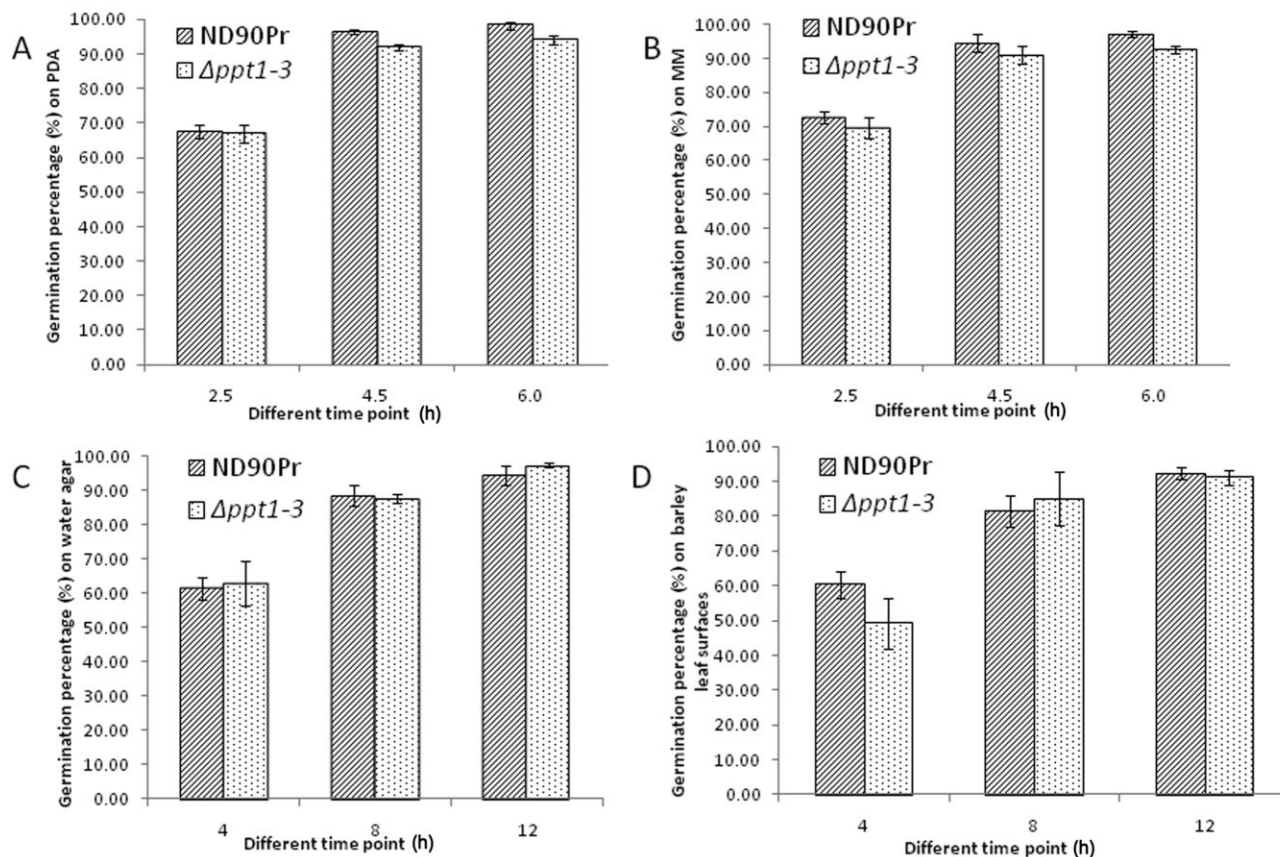 A
Germination percentage (%) on PDA
100.00
90.00
80.00
70.00
60.00
50.00
40.00
30.00
20.00
10.00
0.00
ND90Pr
Δppt1-3
2.5 4.5 6.0
Different time point (h)
B
Germination percentage (%) on MM
100.00
90.00
80.00
70.00
60.00
50.00
40.00
30.00
20.00
10.00
0.00
ND90Pr
Δppt1-3
2.5 4.5 6.0
Different time point (h)
C
Germination percentage (%) on water agar
100.00
90.00
80.00
70.00
60.00
50.00
40.00
30.00
20.00
10.00
0.00
ND90Pr
Δppt1-3
4 8 12
Different time point (h)
D
Germination percentage (%) on barley
leaf surfaces
100.00
90.00
80.00
70.00
60.00
50.00
40.00
30.00
20.00
10.00
0.00
ND90Pr
Δppt1-3
4 8 12
Different time point (h)